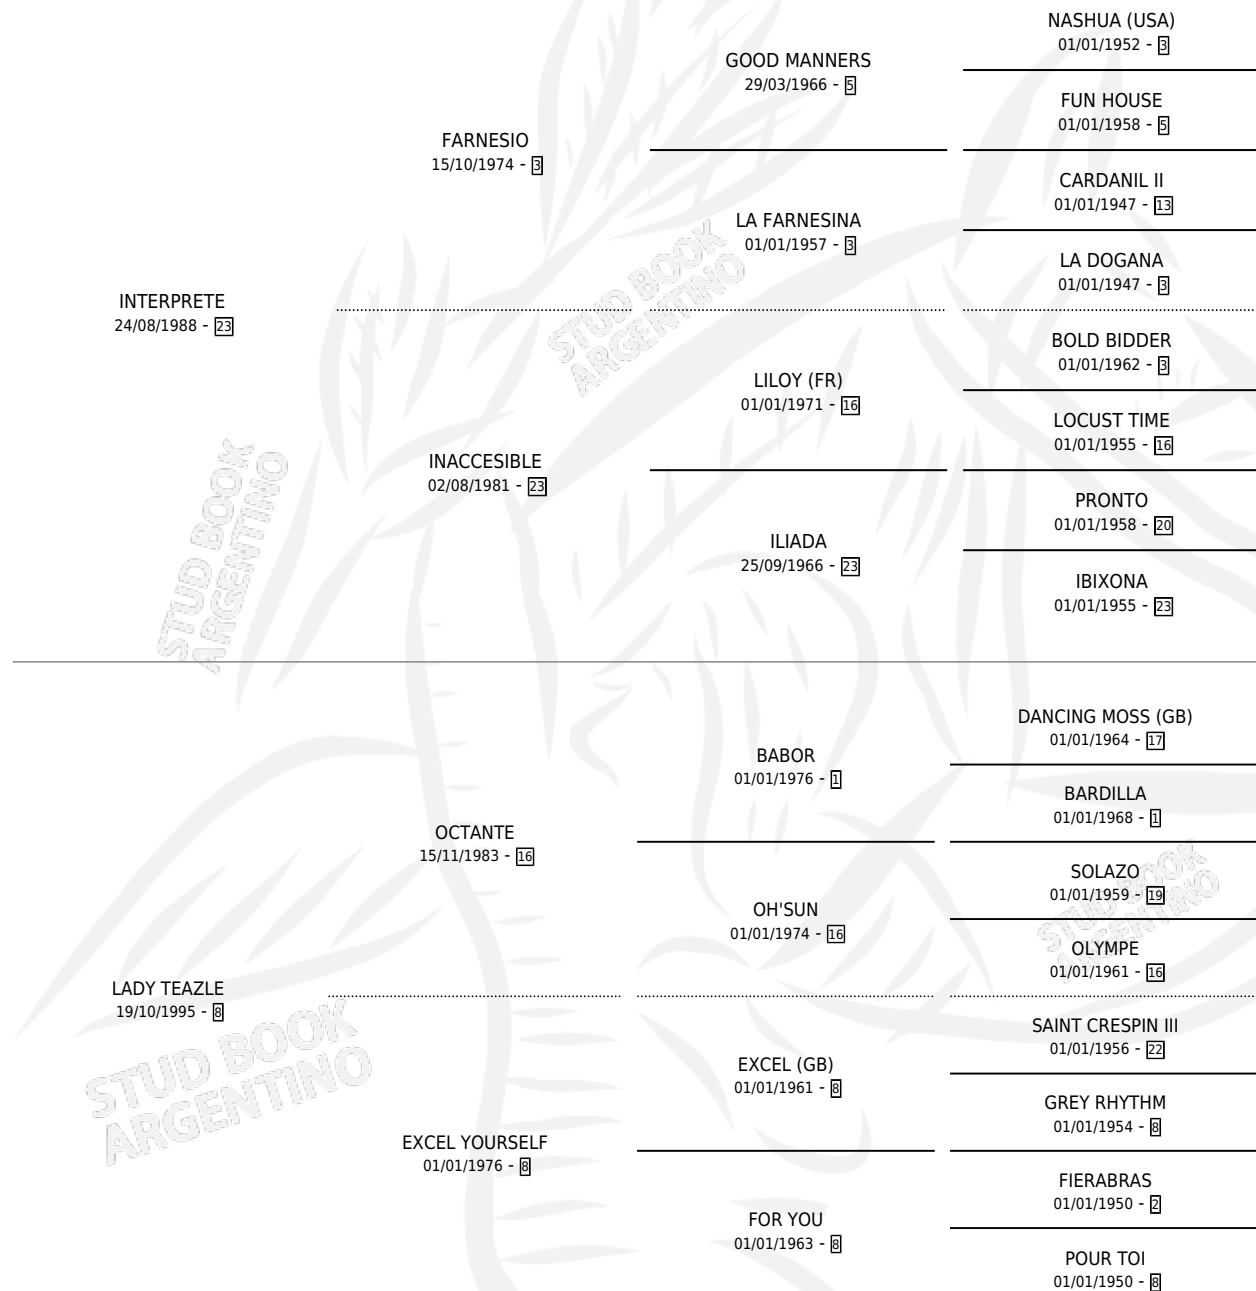 NASHUA (USA)
01/01/1952 - 3
GOOD MANNERS
29/03/1966 - 5
FUN HOUSE
01/01/1958 - 5
FARNESIO
15/10/1974 - 3
CARDANIL II
01/01/1947 - 13
LA FARNESINA
01/01/1957 - 3
LA DOGANA
01/01/1947 - 3
INTERPRETE
24/08/1988 - 23
STUD BOOK
ARGENTINO
BOLD BIDDER
01/01/1962 - 3
LILOY (FR)
01/01/1971 - 16
LOCUST TIME
01/01/1955 - 16
INACCESIBLE
02/08/1981 - 23
PRONTO
01/01/1958 - 20
ILIADA
25/09/1966 - 23
IBIXONA
01/01/1955 - 23
STUD BOOK
ARGENTINO
DANCING MOSS (GB)
01/01/1964 - 17
BABOR
01/01/1976 - 1
BARDILLA
01/01/1968 - 1
OCTANTE
15/11/1983 - 16
SOLAZO
01/01/1959 - 19
OH'SUN
01/01/1974 - 16
OLYMPE
01/01/1961 - 16
STUD BOOK
ARGENTINO
LADY TEAZLE
19/10/1995 - 8
STUD BOOK
ARGENTINO
SAINT CRESPIN III
01/01/1956 - 22
EXCEL (GB)
01/01/1961 - 8
GREY RHYTHM
01/01/1954 - 8
EXCEL YOURSELF
01/01/1976 - 8
FIERABRAS
01/01/1950 - 2
FOR YOU
01/01/1963 - 8
POUR TOI
01/01/1950 - 8